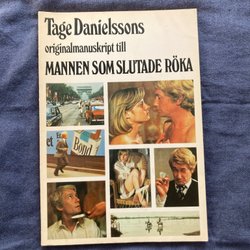 Tage Danielssons
originalmanuskript till
MANNEN SOM SLUTADE RÖKA
Bond